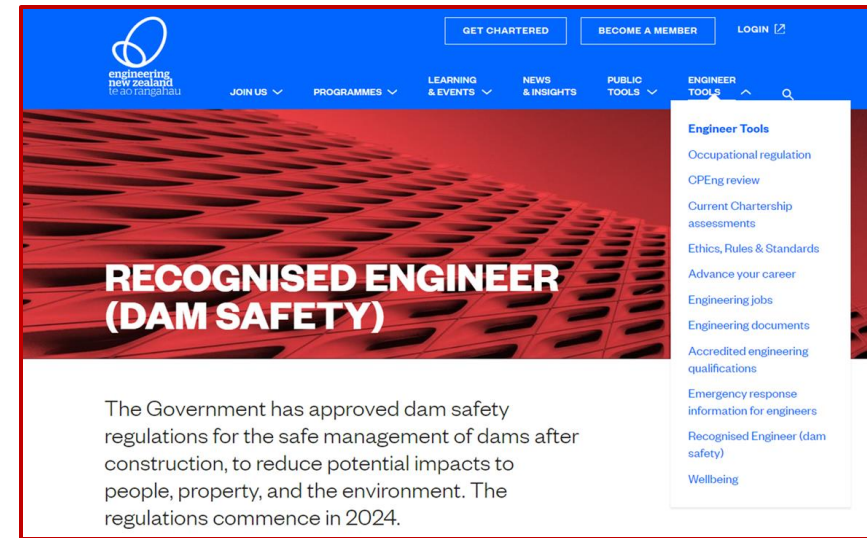 GET CHARTERED
BECOME A MEMBER
LOGIN
engineering
new zealand
te ao rangahau
JOIN US
PROGRAMMES
LEARNING
& EVENTS
NEWS
& INSIGHTS
PUBLIC
TOOLS
ENGINEER
TOOLS
Engineer Tools
Occupational regulation
CPEng review
Current Chartership
assessments
Ethics, Rules & Standards
Advance your career
Engineering jobs
Engineering documents
Accredited engineering
qualifications
Emergency response
information for engineers
Recognised Engineer (dam
safety)
Wellbeing
RECOGNISED ENGINEER
(DAM SAFETY)
The Government has approved dam safety
regulations for the safe management of dams after
construction, to reduce potential impacts to
people, property, and the environment. The
regulations commence in 2024.